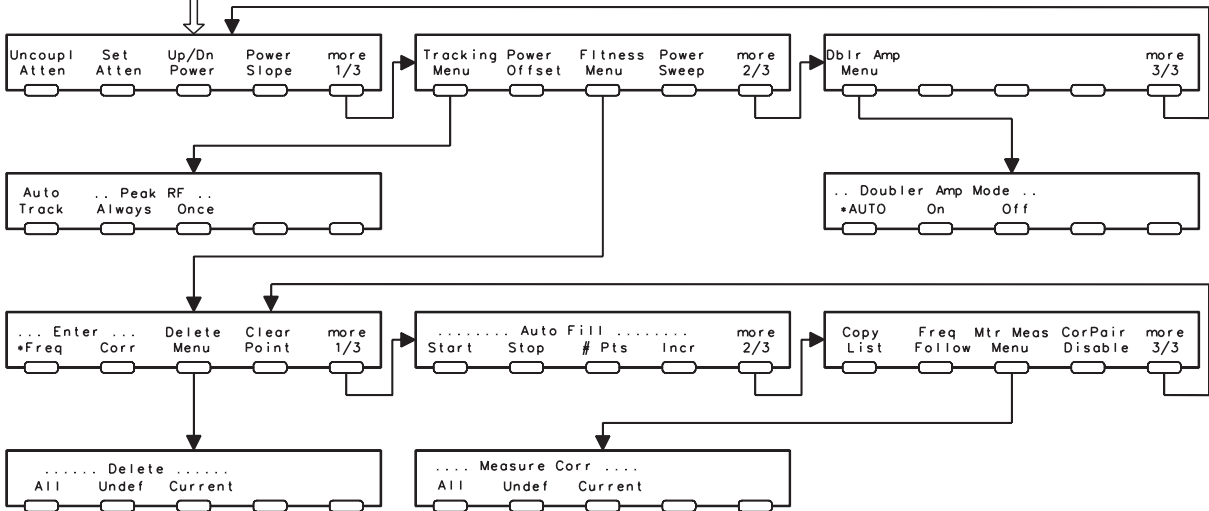 Uncoupl Set Up/Dn Power more
Atten Atten Power Slope 1/3
Tracking Power Fltness Power more
Menu Offset Menu Sweep 2/3
Dblr Amp more
Menu 3/3
Auto .. Peak RF ..
Track Always Once
.. Doubler Amp Mode ..
*AUTO On Off
... Enter ... Delete Clear more
*Freq Corr Menu Point 1/3
........ Auto Fill ........ more
Start Stop # Pts Incr 2/3
Copy Freq Mtr Meas CorPair more
List Follow Menu Disable 3/3
...... Delete ......
All Undef Current
.... Measure Corr ....
All Undef Current